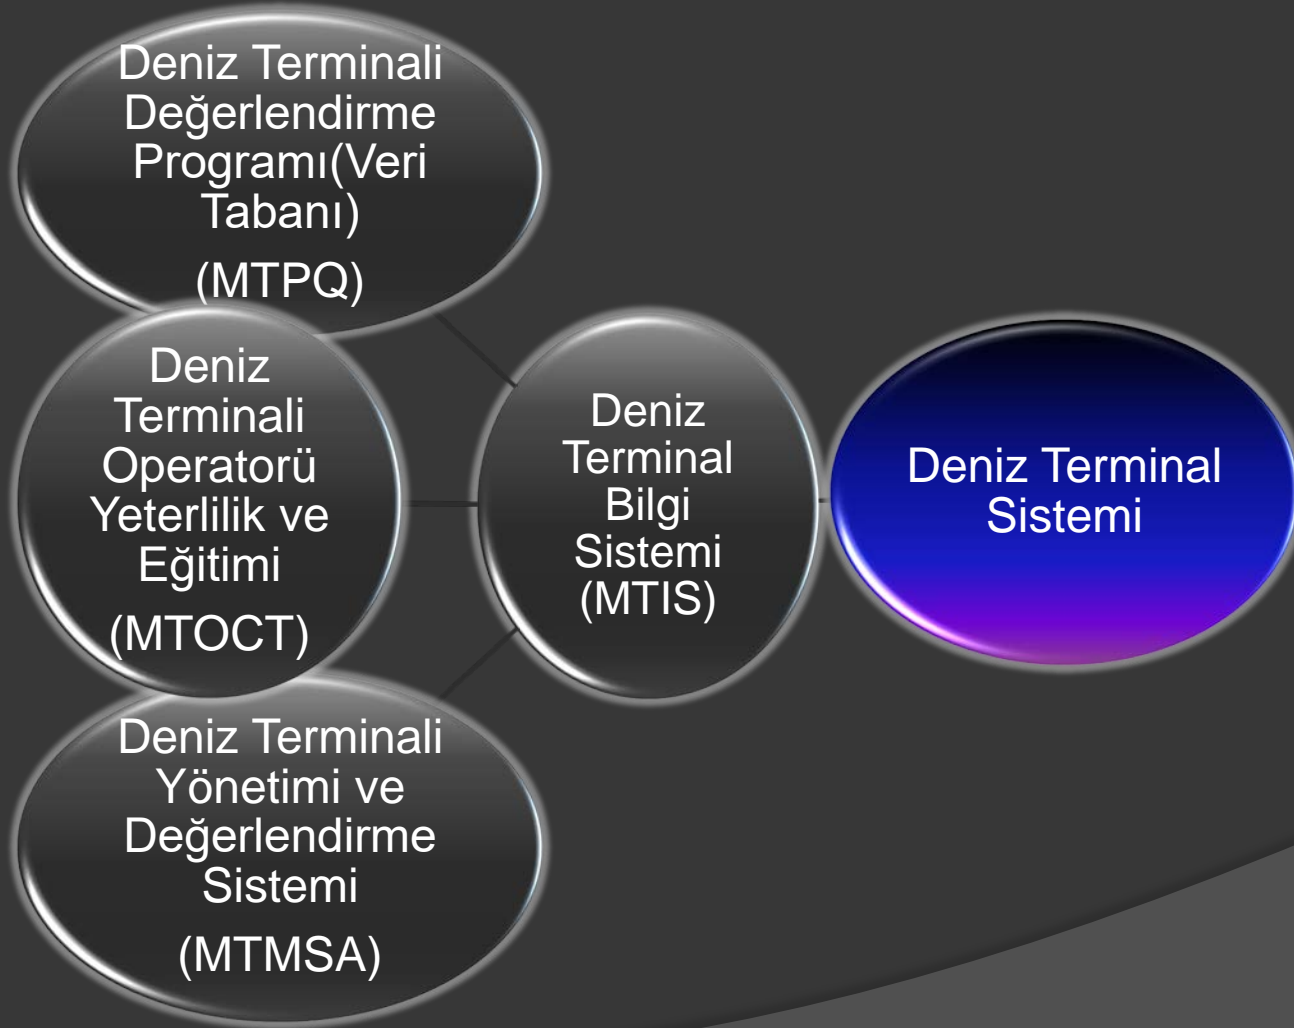 Deniz Terminali
Değerlendirme
Programı(Veri
Tabanı)
(MTPQ)
Deniz
Terminali
Operatorü
Yeterlilik ve
Eğitimi
(MTOCT)
Deniz Terminali
Yönetimi ve
Değerlendirme
Sistemi
(MTMSA)
Deniz
Terminal
Bilgi
Sistemi
(MTIS)
Deniz Terminal
Sistemi